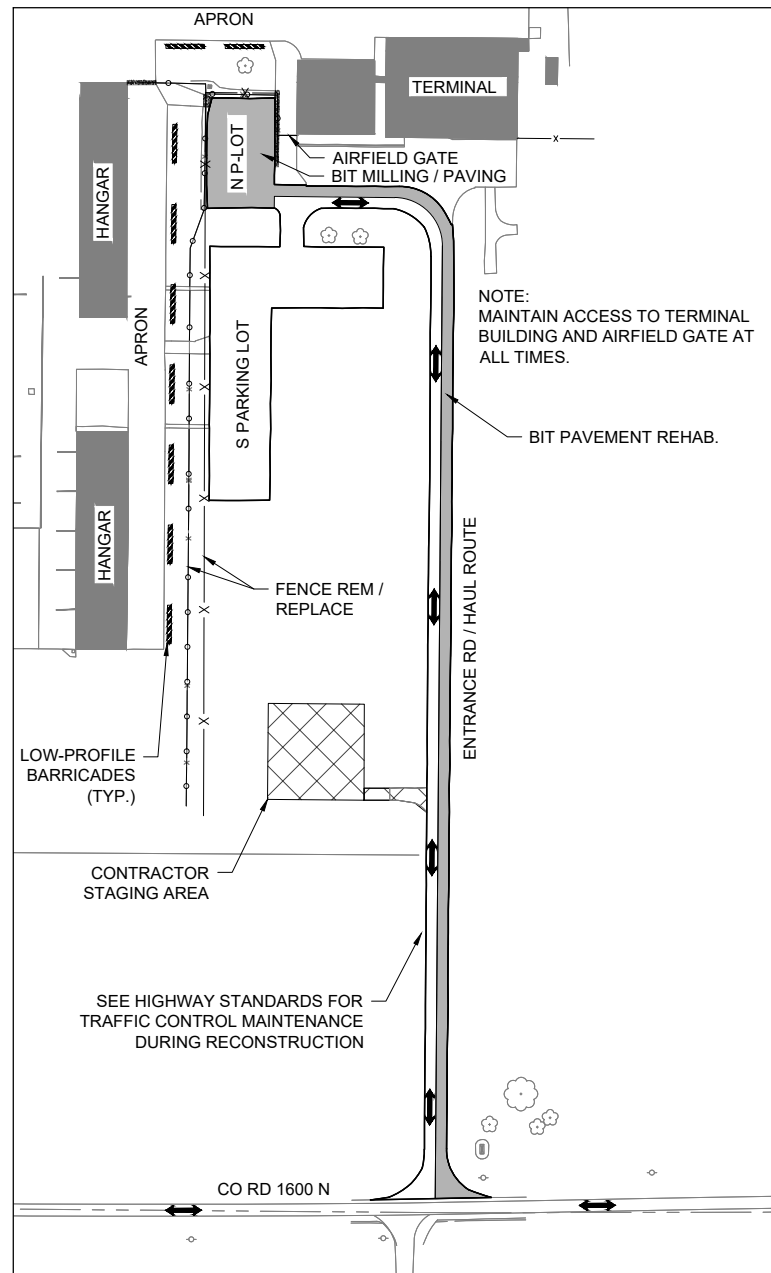 APRON
TERMINAL
N P-LOT
AIRFIELD GATE
BIT MILLING / PAVING
HANGAR
APRON
NOTE:
MAINTAIN ACCESS TO TERMINAL
BUILDING AND AIRFIELD GATE AT
ALL TIMES.
S PARKING LOT
BIT PAVEMENT REHAB.
HANGAR
ENTRANCE RD / HAUL ROUTE
FENCE REM /
REPLACE
LOW-PROFILE
BARRICADES
(TYP.)
CONTRACTOR
STAGING AREA
SEE HIGHWAY STANDARDS FOR
TRAFFIC CONTROL MAINTENANCE
DURING RECONSTRUCTION
CO RD 1600 N